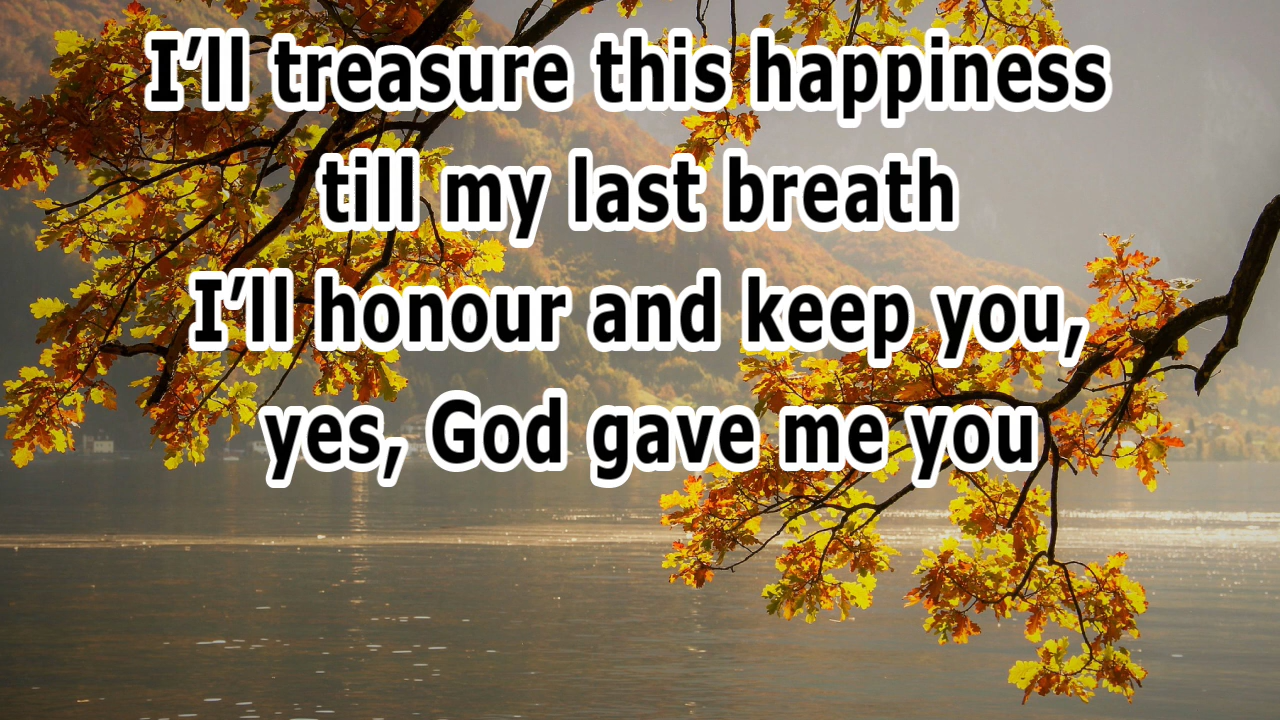 I’ll treasure this happiness
till my last breath
I’ll honour and keep you,
yes, God gave me you